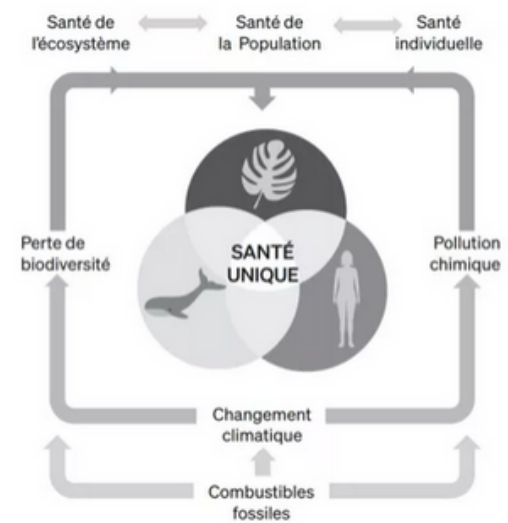 Santé de
l'écosystème
Santé de
la Population
Santé
individuelle
SANTÉ
UNIQUE
Perte de
biodiversité
Pollution
chimique
Changement
climatique
Combustibles
fossiles